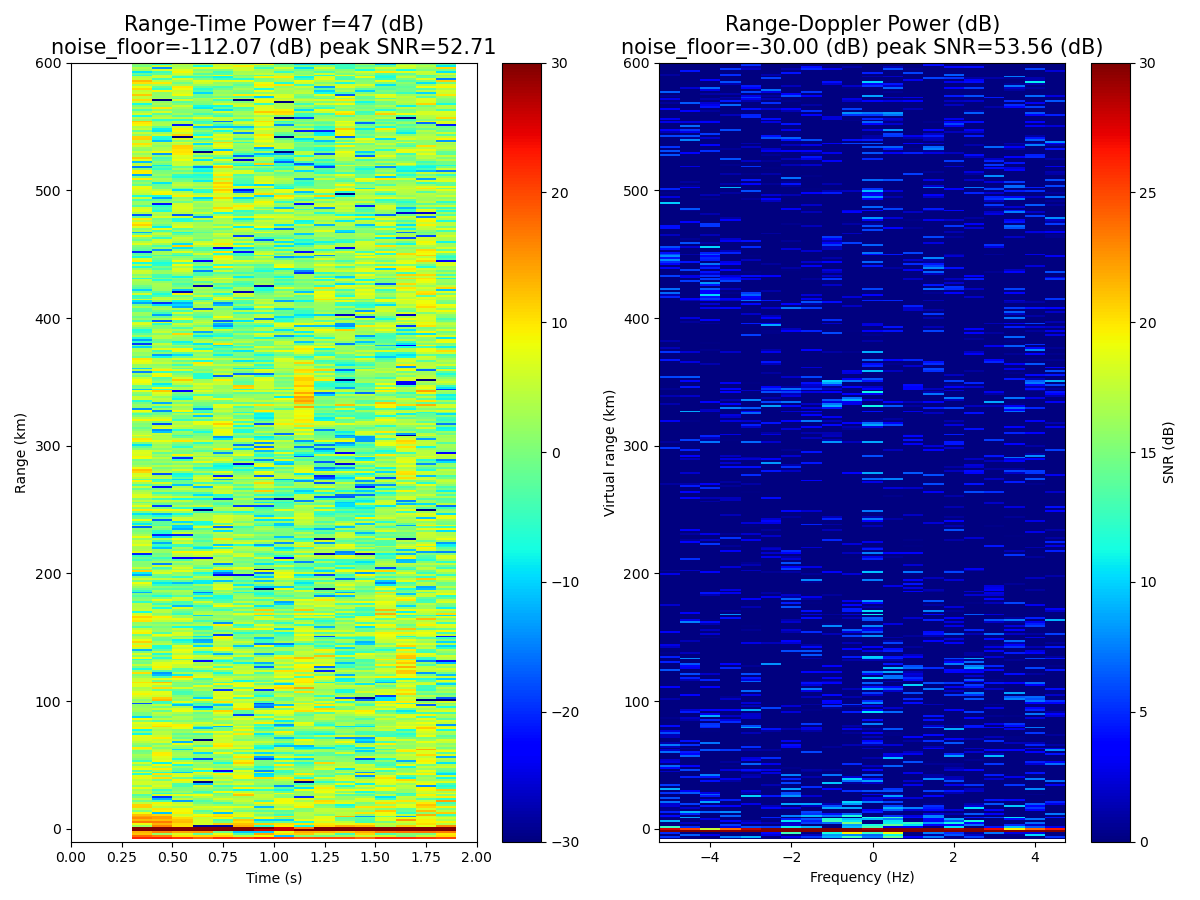 Range-Time Power f=47 (dB)
noise_floor=-112.07 (dB) peak SNR=52.71
600
500
400
300
200
100
0
Range (km)
0.00 0.25 0.50 0.75 1.00 1.25 1.50 1.75 2.00
Time (s)
30
20
10
0
−10
−20
−30
Range-Doppler Power (dB)
noise_floor=-30.00 (dB) peak SNR=53.56 (dB)
600
500
400
300
200
100
0
Virtual range (km)
−4 −2 0 2 4
Frequency (Hz)
30
25
20
15
10
5
0
SNR (dB)